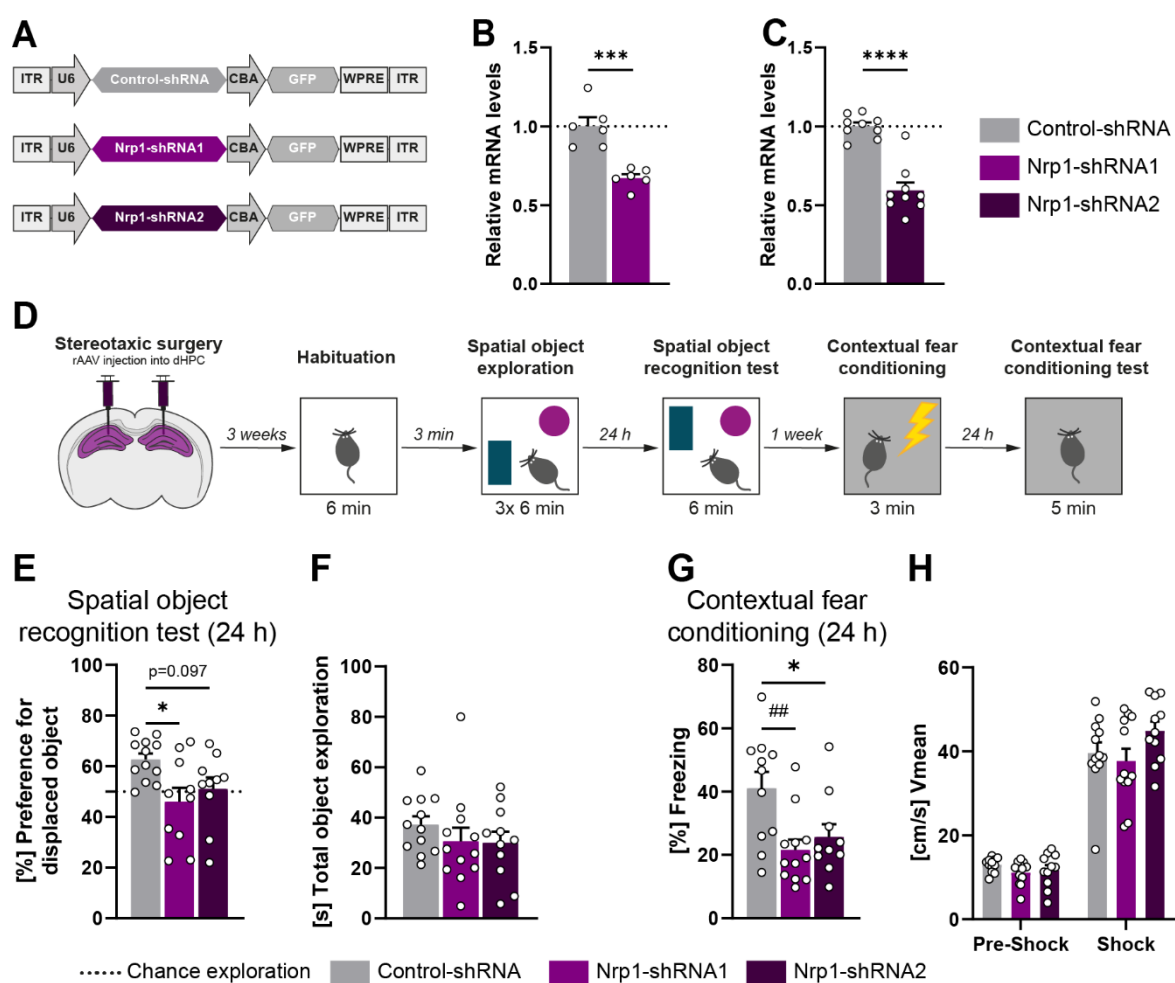 A
ITR U6 Control-shRNA CBA GFP WPRE ITR
ITR U6 Nrp1-shRNA1 CBA GFP WPRE ITR
ITR U6 Nrp1-shRNA2 CBA GFP WPRE ITR
B
Relative mRNA levels
1.5
1.0
0.5
0.0
***
C
Relative mRNA levels
1.5
1.0
0.5
0.0
****
Control-shRNA
Nrp1-shRNA1
Nrp1-shRNA2
D
Stereotaxic surgery
rAAV injection into dHPC
3 weeks
Habituation
6 min
3 min
Spatial object
exploration
3x 6 min
24 h
Spatial object
recognition test
6 min
1 week
Contextual fear
conditioning
3 min
24 h
Contextual fear
conditioning test
5 min
E
Spatial object
recognition test (24 h)
[%] Preference for
displaced object
100
80
60
40
20
0
p=0.097
*
F
[s] Total object exploration
100
80
60
40
20
0
G
Contextual fear
conditioning (24 h)
[%] Freezing
80
60
40
20
0
*
##
H
[cm/s] Vmean
60
40
20
0
Pre-Shock Shock
Chance exploration Control-shRNA Nrp1-shRNA1 Nrp1-shRNA2